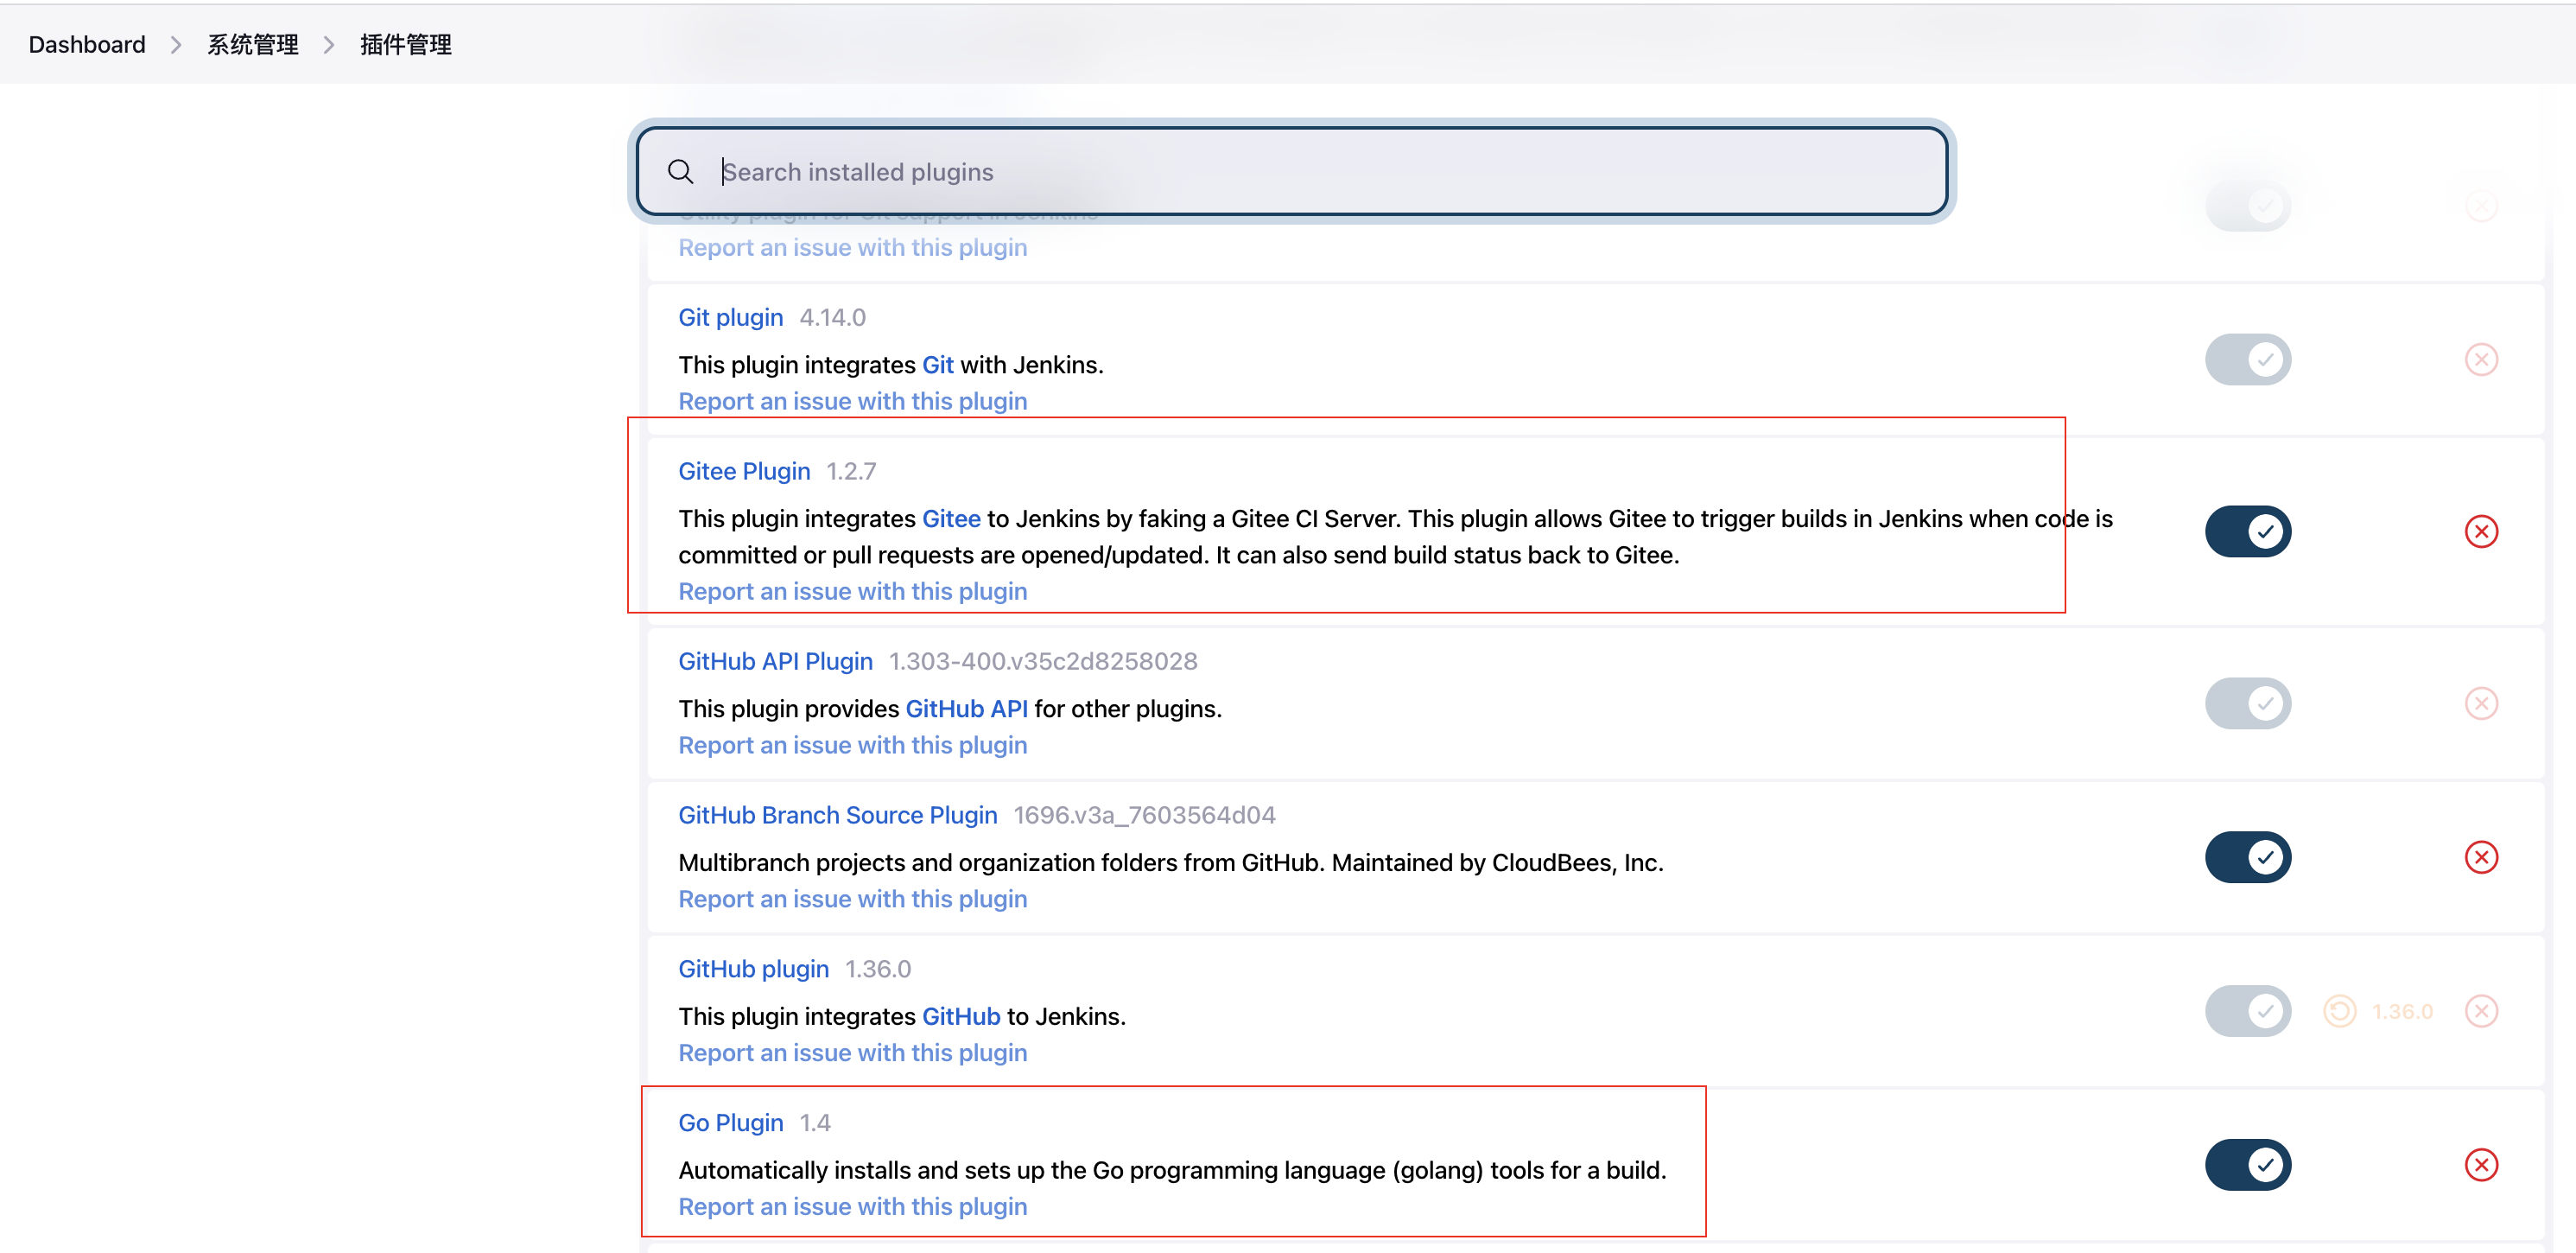 Dashboard > 系统管理 > 插件管理
Search installed plugins
Utility plugin for Git support in Jenkins
Report an issue with this plugin
Git plugin 4.14.0
This plugin integrates Git with Jenkins.
Report an issue with this plugin
Gitee Plugin 1.2.7
This plugin integrates Gitee to Jenkins by faking a Gitee CI Server. This plugin allows Gitee to trigger builds in Jenkins when code is
committed or pull requests are opened/updated. It can also send build status back to Gitee.
Report an issue with this plugin
GitHub API Plugin 1.303-400.v35c2d8258028
This plugin provides GitHub API for other plugins.
Report an issue with this plugin
GitHub Branch Source Plugin 1696.v3a_7603564d04
Multibranch projects and organization folders from GitHub. Maintained by CloudBees, Inc.
Report an issue with this plugin
GitHub plugin 1.36.0
This plugin integrates GitHub to Jenkins.
1.36.0
Report an issue with this plugin
Go Plugin 1.4
Automatically installs and sets up the Go programming language (golang) tools for a build.
Report an issue with this plugin